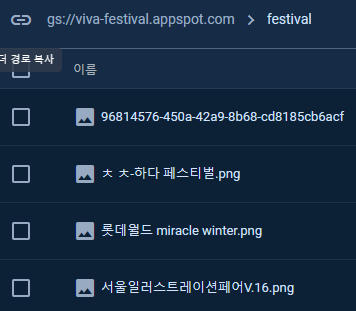 gs://viva-festival.appspot.com > festival
더 경로 복사
이름
96814576-450a-42a9-8b68-cd8185cb6acf
ㅊ ㅊ-하다 페스티벌.png
롯데월드 miracle winter.png
서울일러스트레이션페어V.16.png